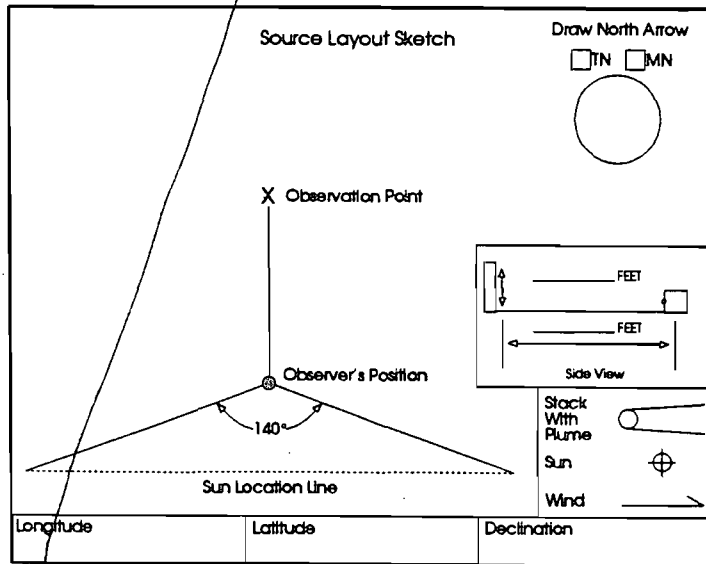 Source Layout Sketch
Draw North Arrow
TN MN
X Observation Point
FEET
FEET
Side View
Observer's Position
140°
Sun Location Line
Stack
With
Plume
Sun
Wind
Longitude
Latitude
Declination